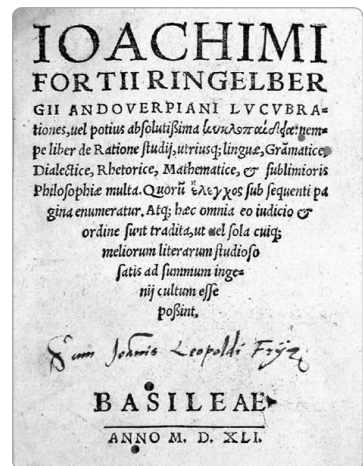 IOACHIMI
FORTII RINGELBER
GII ANDOVERPIANI LVCVBRA=
tiones, uel potius absolutißima κυκλοπαιδεία: nem=
pe liber de Ratione studij, utriusq; linguæ, Grãmatice,
Dialectice, Rhetorice, Mathematice, & sublimioris
Philosophiæ multa. Quorũ ἔλεγχος sub sequenti pa
gina enumeratur. Atq; hæc omnia eo iudicio &
ordine sunt tradita, ut uel sola cuiq;
meliorum literarum studioso
satis ad summum inge=
nij cultum esse
poßint.
Sum Joannis Leopoldi
BASILEAE
ANNO M. D. XLI.